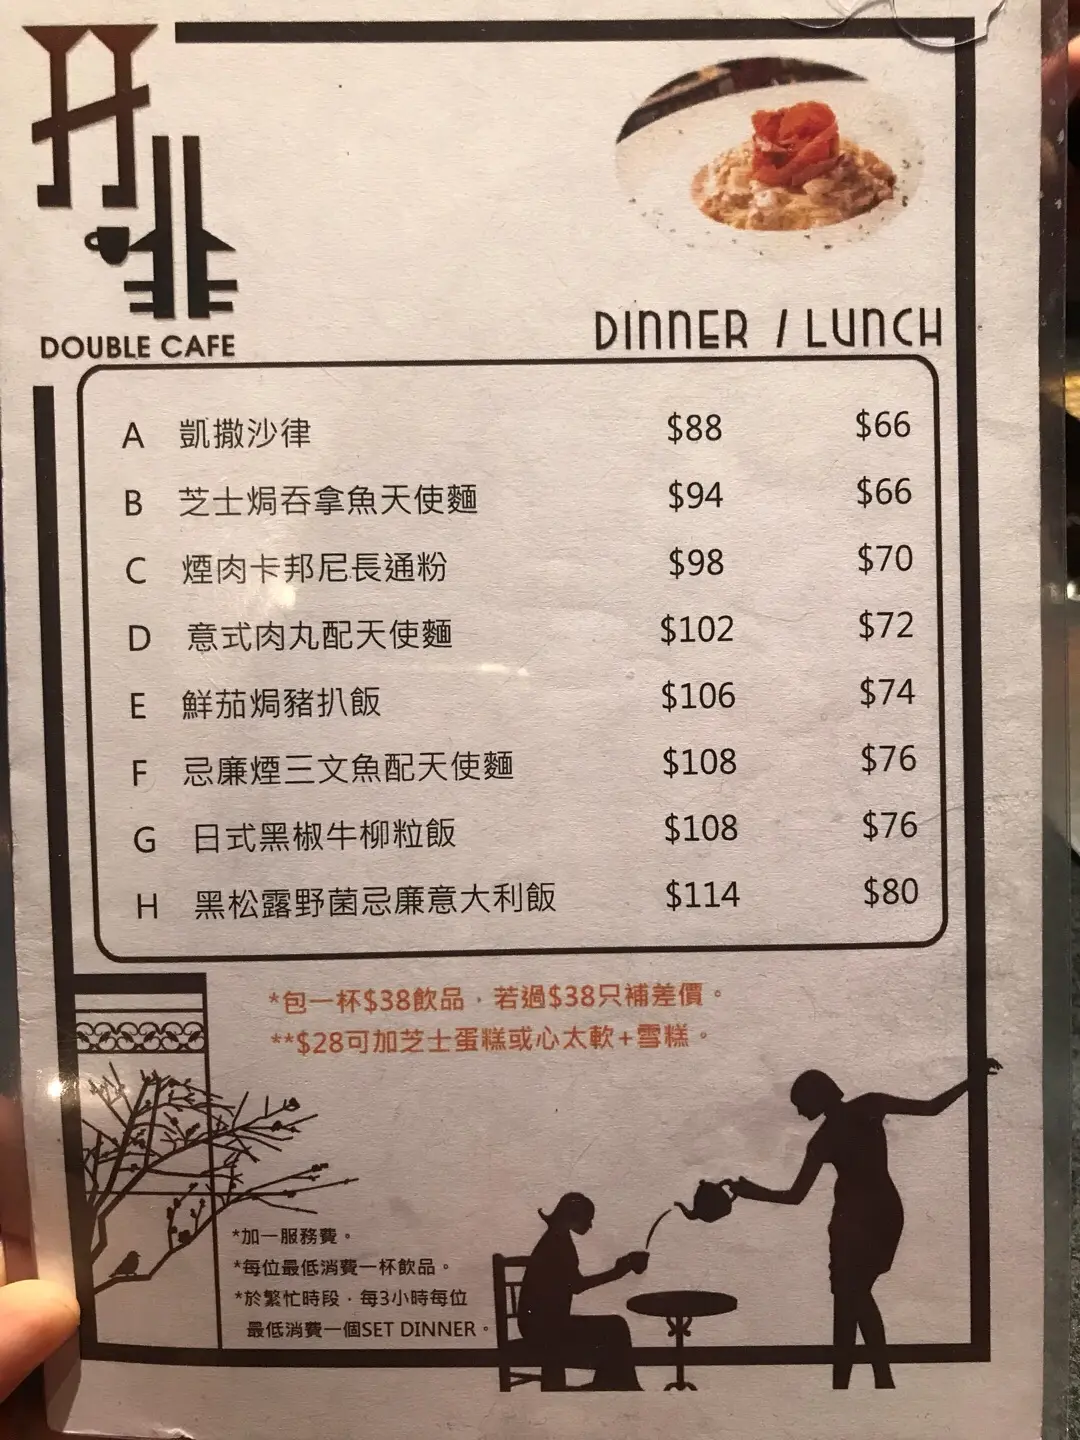 DOUBLE CAFE
DINNER / LUNCH
A 凱撒沙律 $88 $66
B 芝士焗吞拿魚天使麵 $94 $66
C 煙肉卡邦尼長通粉 $98 $70
D 意式肉丸配天使麵 $102 $72
E 鮮茄焗豬扒飯 $106 $74
F 忌廉煙三文魚配天使麵 $108 $76
G 日式黑椒牛柳粒飯 $108 $76
H 黑松露野菌忌廉意大利飯 $114 $80
*包一杯$38飲品，若過$38只補差價。
**$28可加芝士蛋糕或心太軟+雪糕。
*加一服務費。
*每位最低消費一杯飲品。
*於繁忙時段，每3小時每位
最低消費一個SET DINNER。